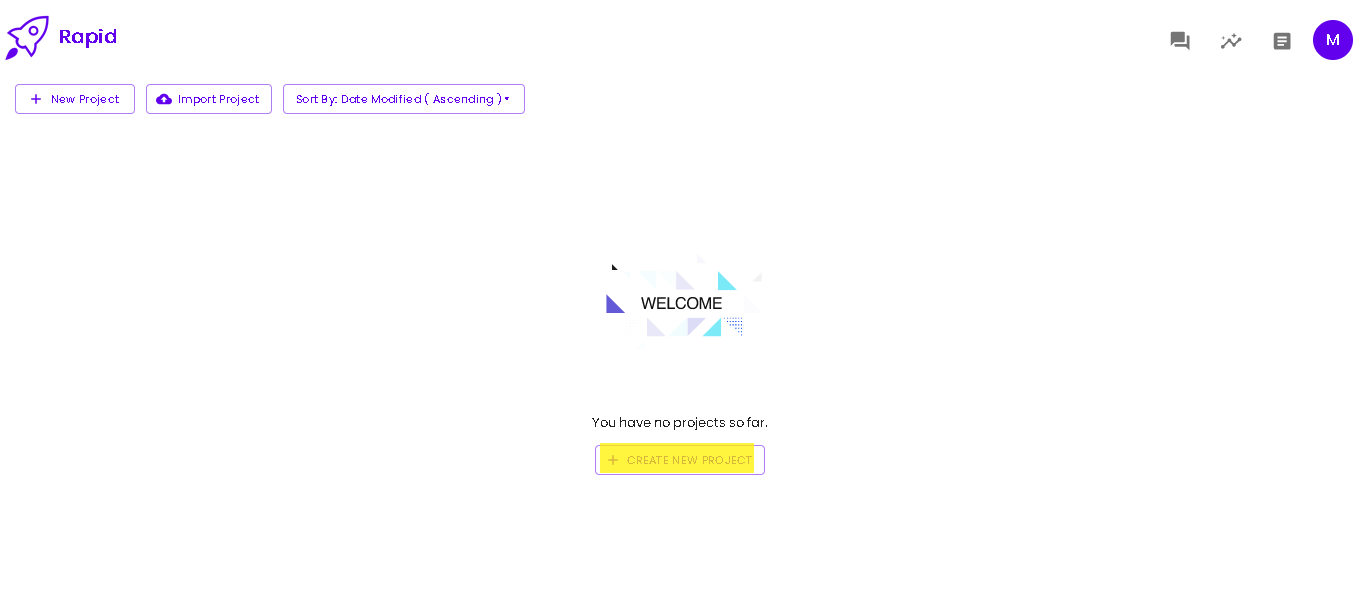 Rapid
M
New Project
Import Project
Sort By: Date Modified ( Ascending )
WELCOME
You have no projects so far.
CREATE NEW PROJECT